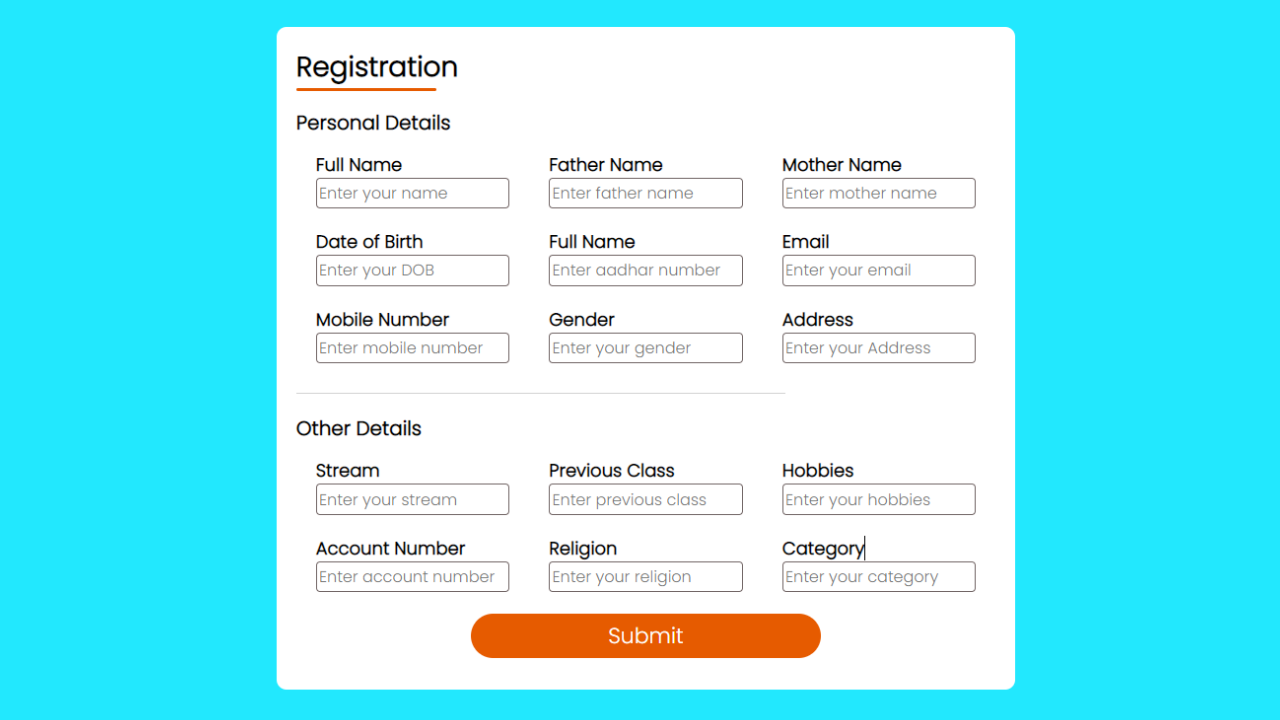 Registration
Personal Details
Full Name Father Name Mother Name
Enter your name Enter father name Enter mother name
Date of Birth Full Name Email
Enter your DOB Enter aadhar number Enter your email
Mobile Number Gender Address
Enter mobile number Enter your gender Enter your Address
Other Details
Stream Previous Class Hobbies
Enter your stream Enter previous class Enter your hobbies
Account Number Religion Category
Enter account number Enter your religion Enter your category
Submit